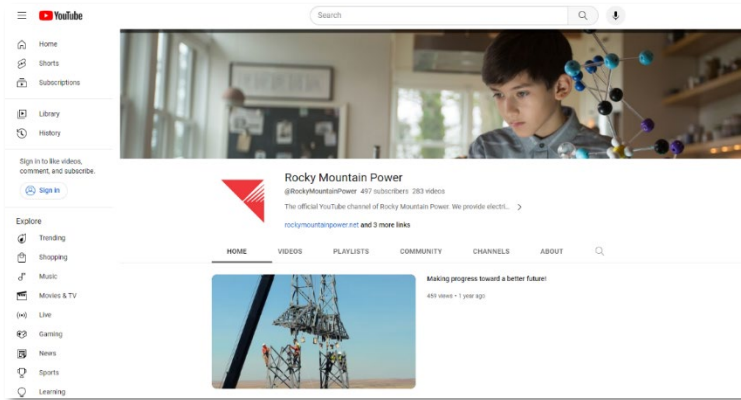 YouTube
Search
Home
Shorts
Subscriptions
Library
History
Sign in to like videos,
comment, and subscribe.
Sign in
Explore
Trending
Shopping
Music
Movies & TV
Live
Gaming
News
Sports
Learning
Rocky Mountain Power
@RockyMountainPower 497 subscribers 283 videos
The official YouTube channel of Rocky Mountain Power. We provide electri...
rockymountainpower.net and 3 more links
HOME VIDEOS PLAYLISTS COMMUNITY CHANNELS ABOUT
Making progress toward a better future!
459 views • 1 year ago